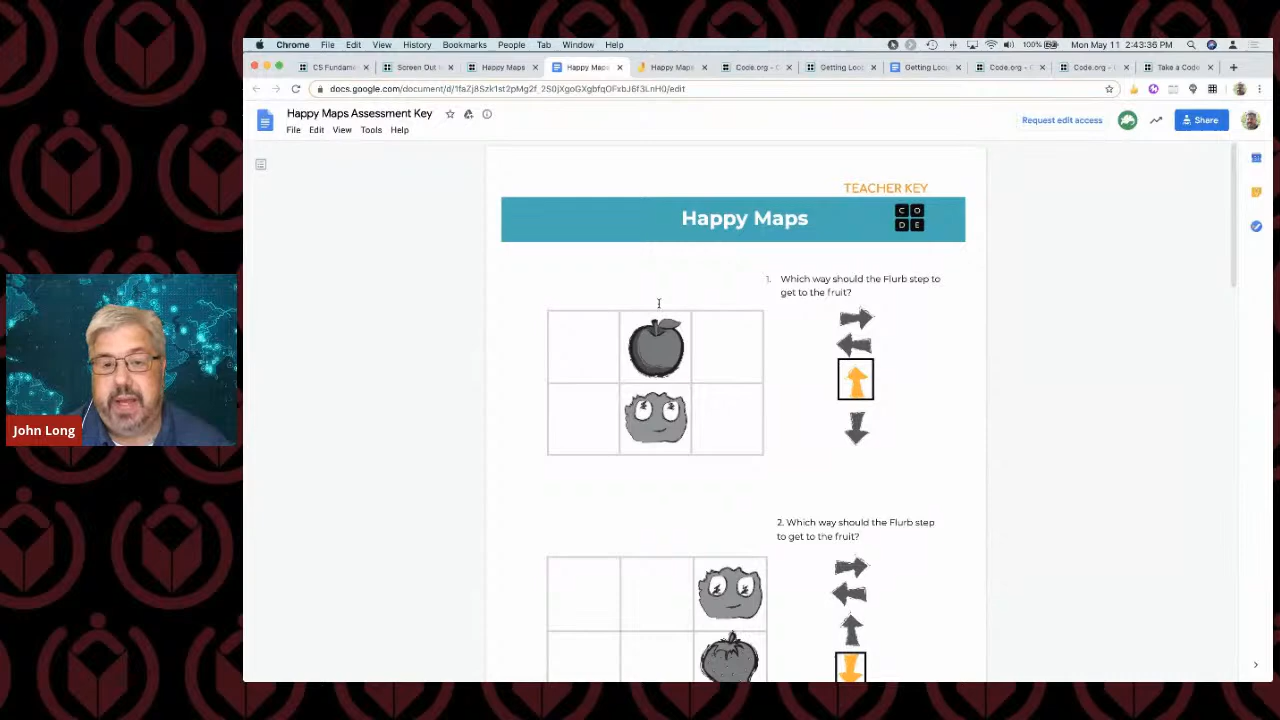 Chrome File Edit View History Bookmarks People Tab Window Help
100% Mon May 11 2:43:36 PM
CS Fundam
Screen Out
Happy Maps
Happy Maps
Happy Maps
Code.org - C
Getting Loo
Getting Loo
Code.org -
Code.org -
Take a Code
Happy Maps Assessment Key
File Edit View Tools Help
Request edit access
Share
TEACHER KEY
Happy Maps
C O
D E
1. Which way should the Flurb step to
get to the fruit?
2. Which way should the Flurb step
to get to the fruit?
John Long